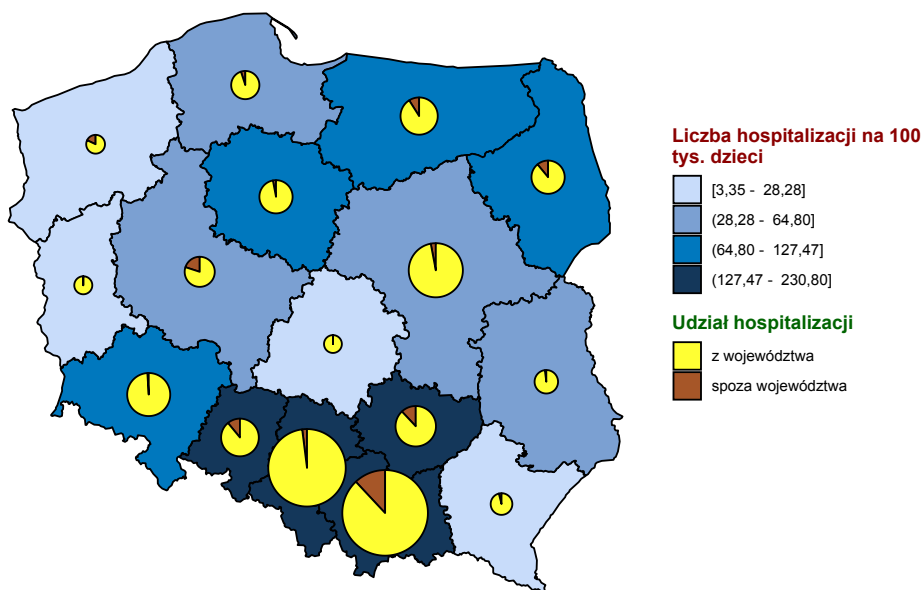 Liczba hospitalizacji na 100
tys. dzieci
[3,35 - 28,28]
(28,28 - 64,80]
(64,80 - 127,47]
(127,47 - 230,80]
Udział hospitalizacji
z województwa
spoza województwa